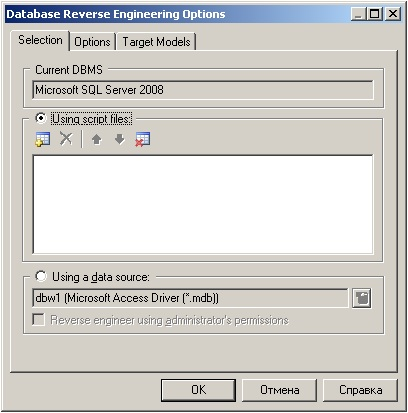 Database Reverse Engineering Options
Selection Options Target Models
Current DBMS
Microsoft SQL Server 2008
Using script files:
Using a data source:
dbw1 (Microsoft Access Driver (*.mdb))
Reverse engineer using administrator's permissions
OK Отмена Справка